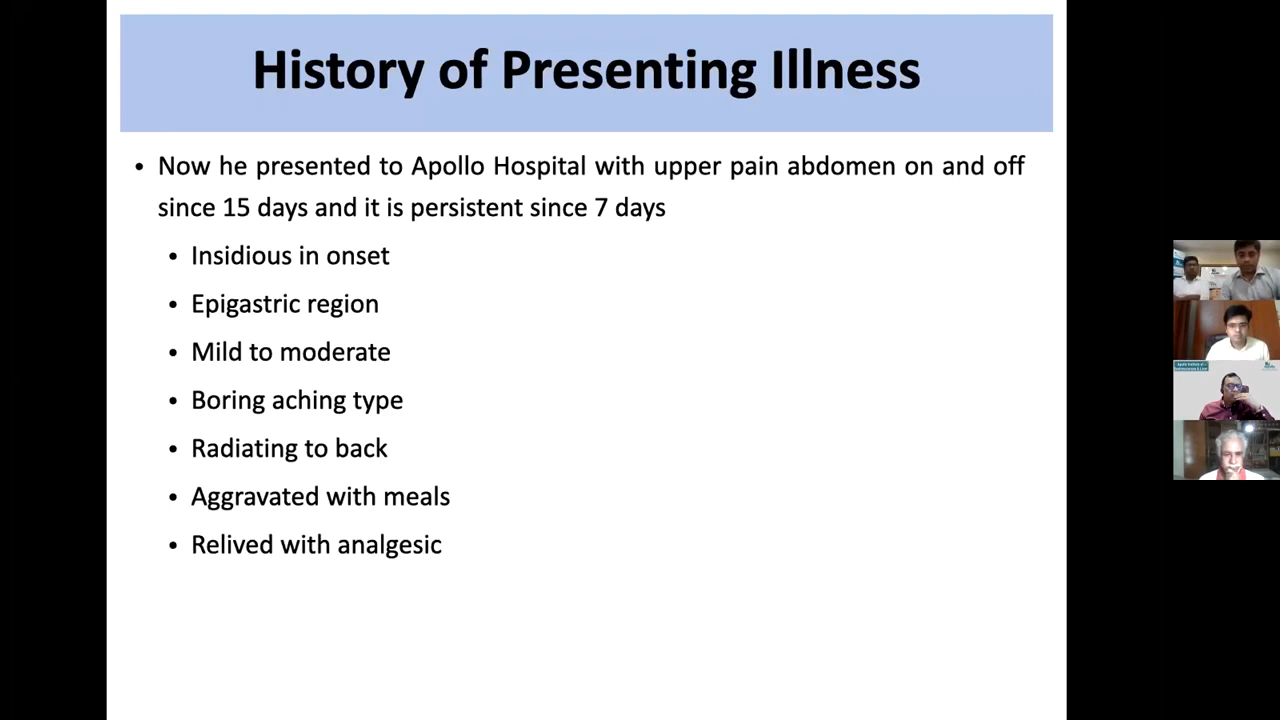 History of Presenting Illness
• Now he presented to Apollo Hospital with upper pain abdomen on and off
since 15 days and it is persistent since 7 days
• Insidious in onset
• Epigastric region
• Mild to moderate
• Boring aching type
• Radiating to back
• Aggravated with meals
• Relived with analgesic